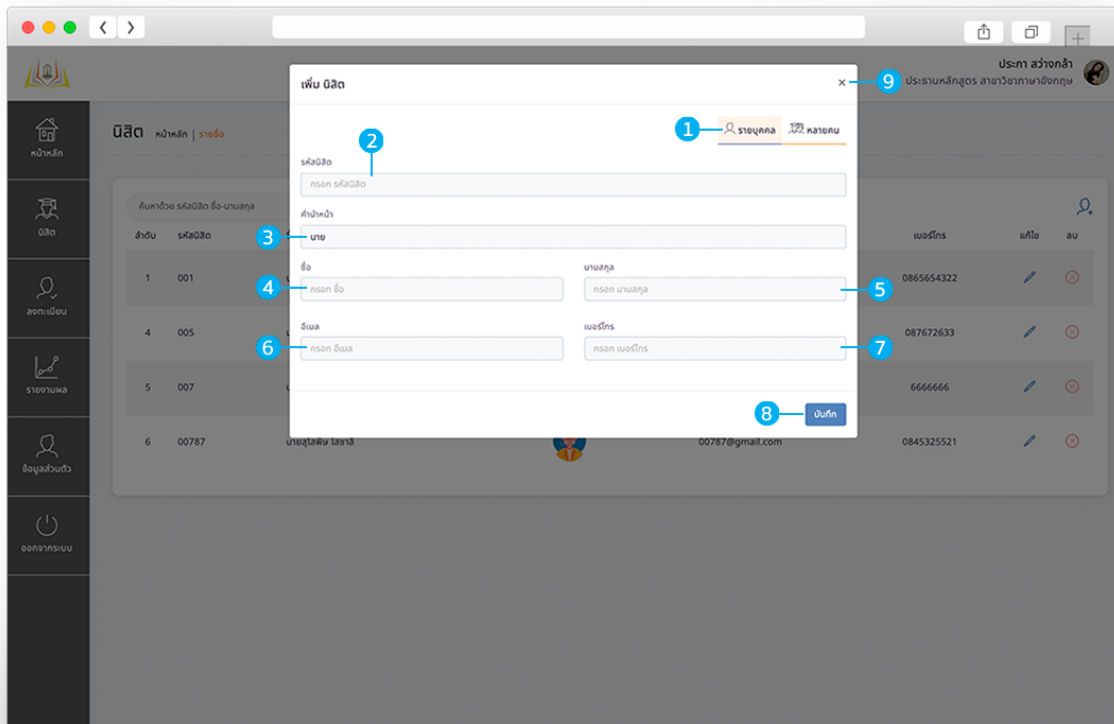 ประภา สว่างกล้า
ประธานหลักสูตร สาขาวิชาภาษาอังกฤษ
เพิ่ม นิสิต
×
9
1
รายบุคคล
หลายคน
2
รหัสนิสิต
กรอก รหัสนิสิต
คำนำหน้า
3
นาย
ชื่อ
นามสกุล
4
กรอก ชื่อ
กรอก นามสกุล
5
อีเมล
เบอร์โทร
6
กรอก อีเมล
กรอก เบอร์โทร
7
8
บันทึก
หน้าหลัก
นิสิต
ลงทะเบียน
รายงานผล
ข้อมูลส่วนตัว
ออกจากระบบ
นิสิต หน้าหลัก | รายชื่อ
ค้นหาด้วย รหัสนิสิต ชื่อ-นามสกุล
ลำดับ รหัสนิสิต เบอร์โทร แก้ไข ลบ
1 001 0865654322
4 005 087672633
5 007 6666666
6 00787 นายสุไลพิษ ไสชาลี 00787@gmail.com 0845325521